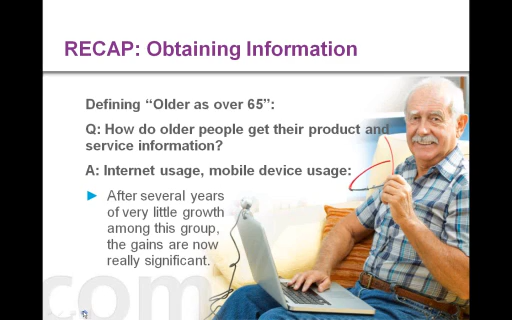 RECAP: Obtaining Information
Defining “Older as over 65”:
Q: How do older people get their product and
service information?
A: Internet usage, mobile device usage:
After several years
of very little growth
among this group,
the gains are now
really significant.
com